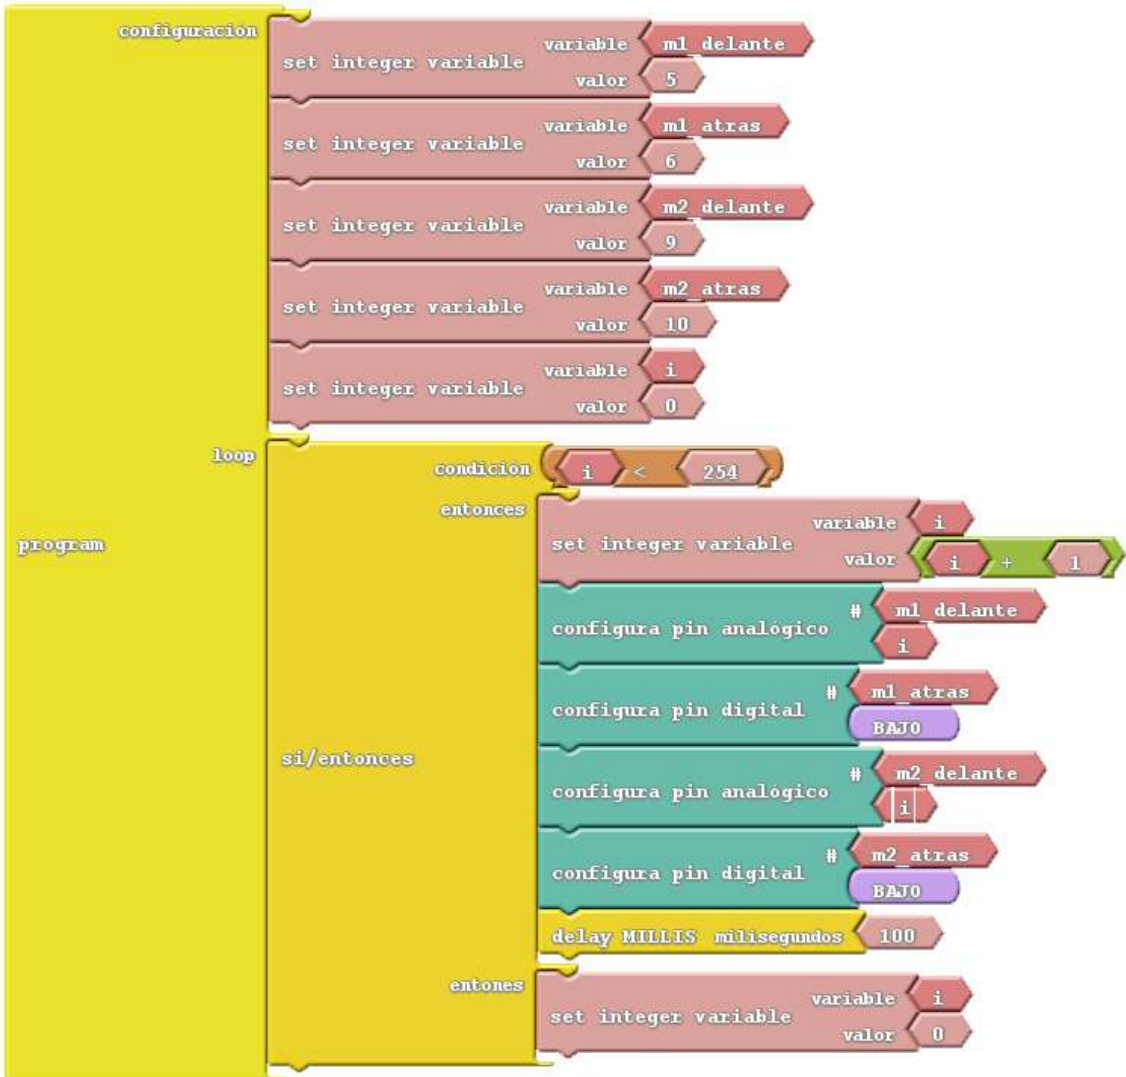 configuración
set integer variable variable m1_delante
valor 5
set integer variable variable m1_atras
valor 6
set integer variable variable m2_delante
valor 9
set integer variable variable m2_atras
valor 10
set integer variable variable i
valor 0
loop
condición i < 254
entonces
program
set integer variable variable i
valor i + 1
configura pin analógico # m1_delante
i
configura pin digital # m1_atras
BAJO
si/entonces
configura pin analógico # m2_delante
i
configura pin digital # m2_atras
BAJO
delay MILLIS milisegundos 100
entones
set integer variable variable i
valor 0